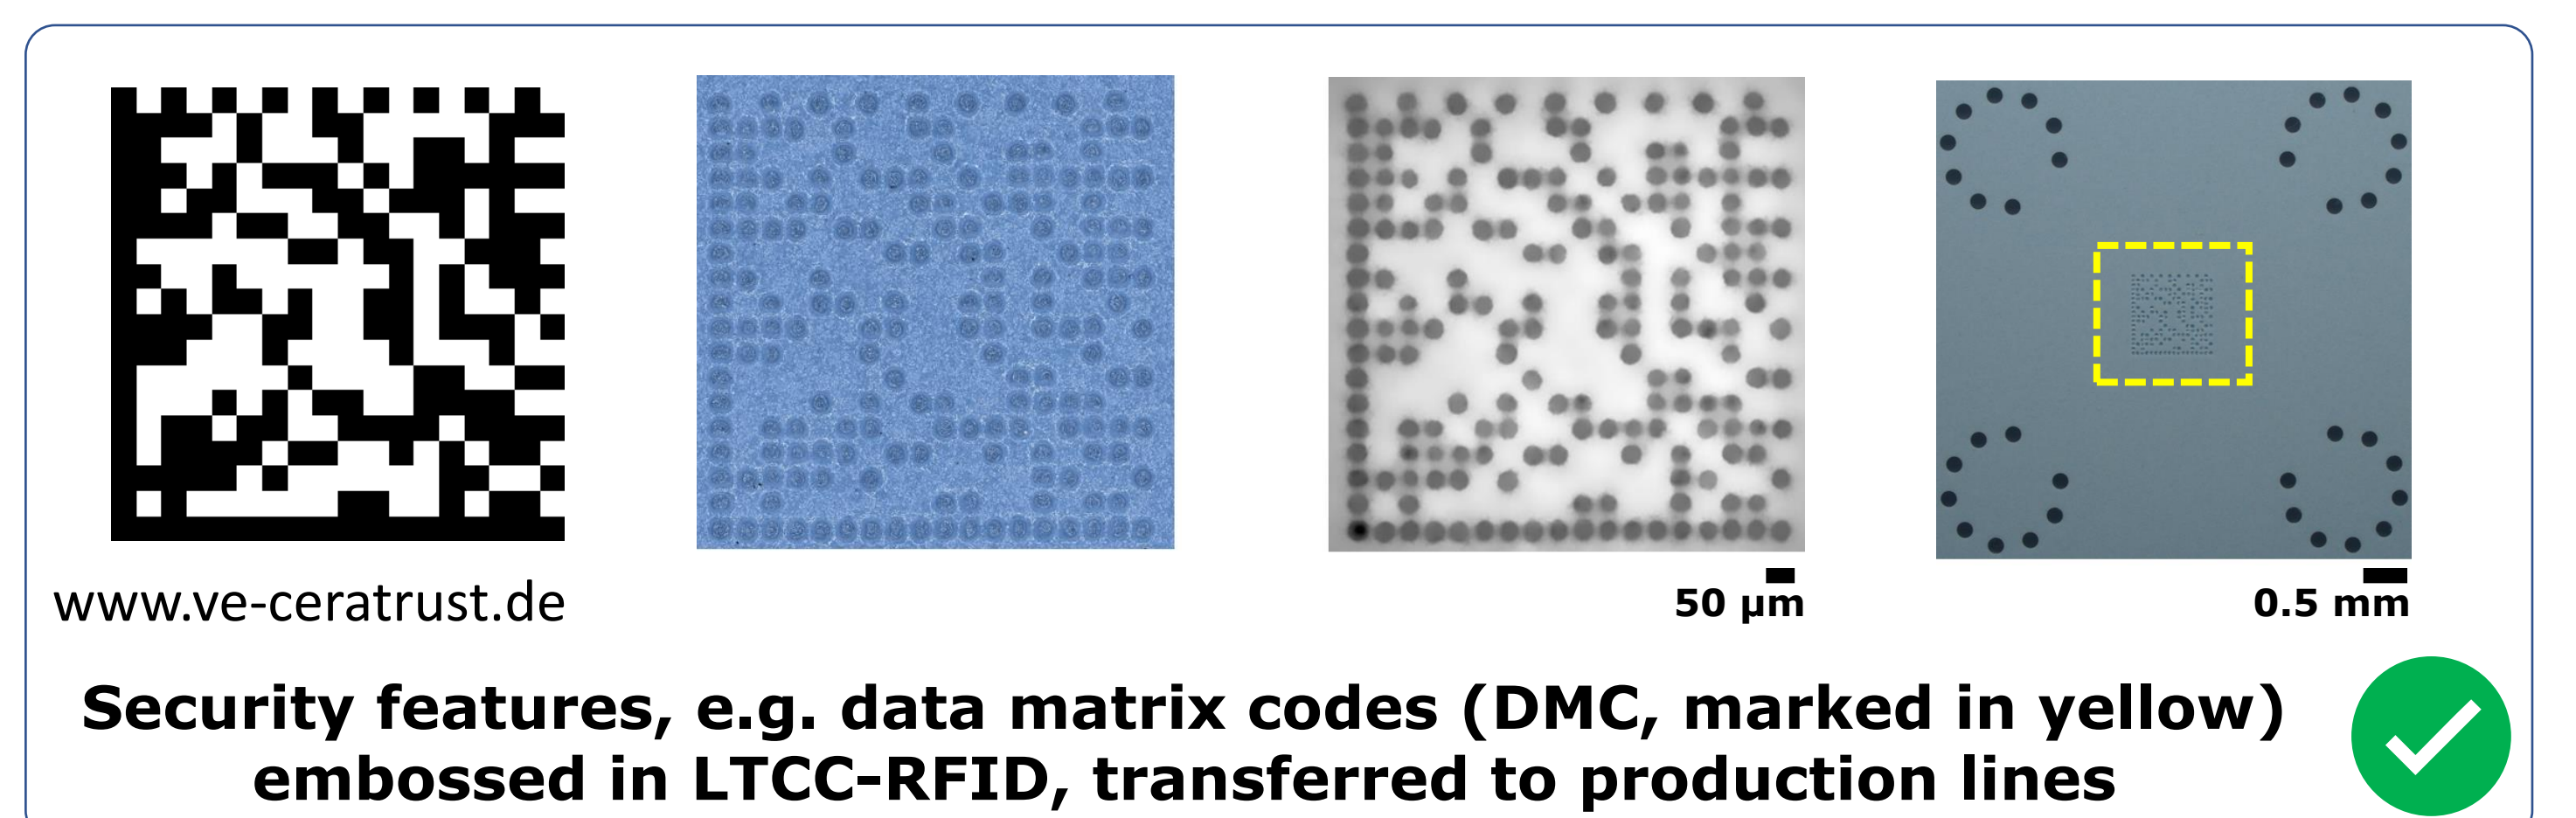 www.ve-ceratrust.de
50 µm
0.5 mm
Security features, e.g. data matrix codes (DMC, marked in yellow)
embossed in LTCC-RFID, transferred to production lines